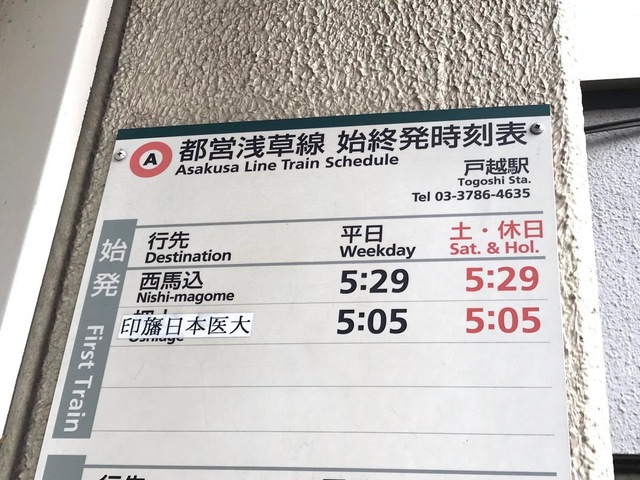 A 都営浅草線 始終発時刻表
Asakusa Line Train Schedule
戸越駅
Togoshi Sta.
Tel 03-3786-4635
始発 First Train
行先 平日 土・休日
Destination Weekday Sat. & Hol.
西馬込 5:29 5:29
Nishi-magome
印旛日本医大 5:05 5:05
行先